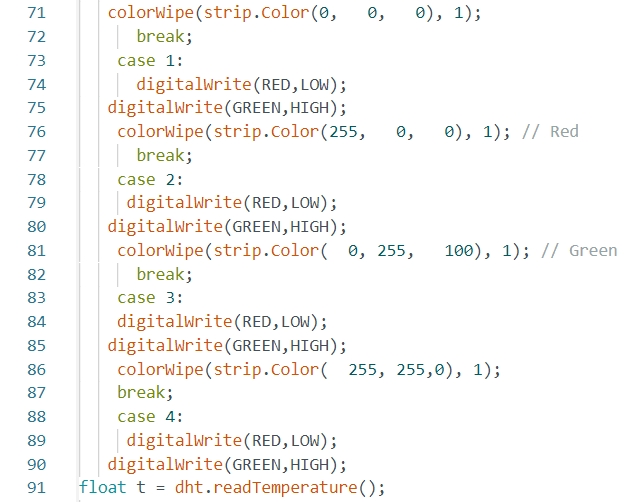 71 colorWipe(strip.Color(0,   0,   0), 1);
72 break;
73 case 1:
74 digitalWrite(RED,LOW);
75 digitalWrite(GREEN,HIGH);
76 colorWipe(strip.Color(255,   0,   0), 1); // Red
77 break;
78 case 2:
79 digitalWrite(RED,LOW);
80 digitalWrite(GREEN,HIGH);
81 colorWipe(strip.Color(  0, 255,   100), 1); // Green
82 break;
83 case 3:
84 digitalWrite(RED,LOW);
85 digitalWrite(GREEN,HIGH);
86 colorWipe(strip.Color(  255, 255,0), 1);
87 break;
88 case 4:
89 digitalWrite(RED,LOW);
90 digitalWrite(GREEN,HIGH);
91 float t = dht.readTemperature();